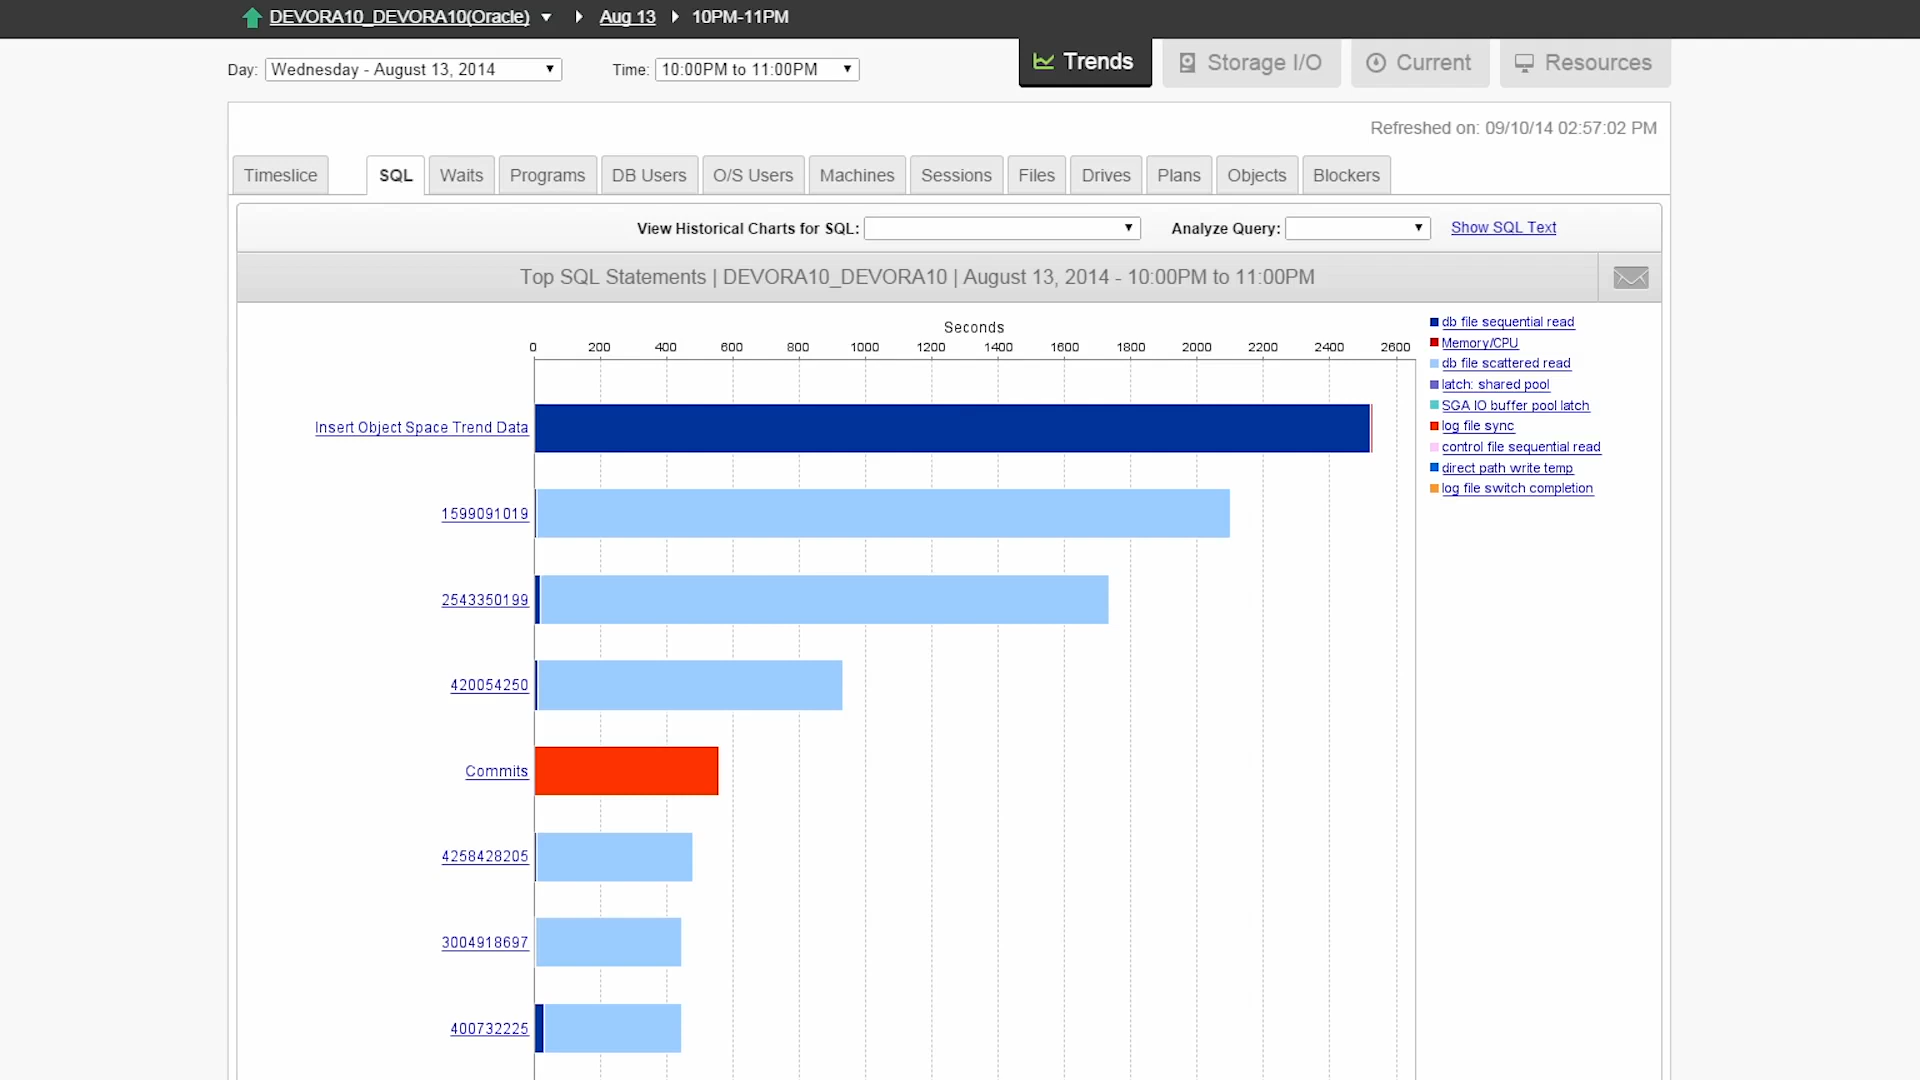 DEVORA10_DEVORA10(Oracle) Aug 13 10PM-11PM
Day: Wednesday - August 13, 2014 Time: 10:00PM to 11:00PM Trends Storage I/O Current Resources
Refreshed on: 09/10/14 02:57:02 PM
Timeslice SQL Waits Programs DB Users O/S Users Machines Sessions Files Drives Plans Objects Blockers
View Historical Charts for SQL: Analyze Query: Show SQL Text
Top SQL Statements | DEVORA10_DEVORA10 | August 13, 2014 - 10:00PM to 11:00PM
Seconds
0 200 400 600 800 1000 1200 1400 1600 1800 2000 2200 2400 2600
db file sequential read
Memory/CPU
db file scattered read
latch: shared pool
SGA IO buffer pool latch
log file sync
control file sequential read
direct path write temp
log file switch completion
Insert Object Space Trend Data
1599091019
2543350199
420054250
Commits
4258428205
3004918697
400732225